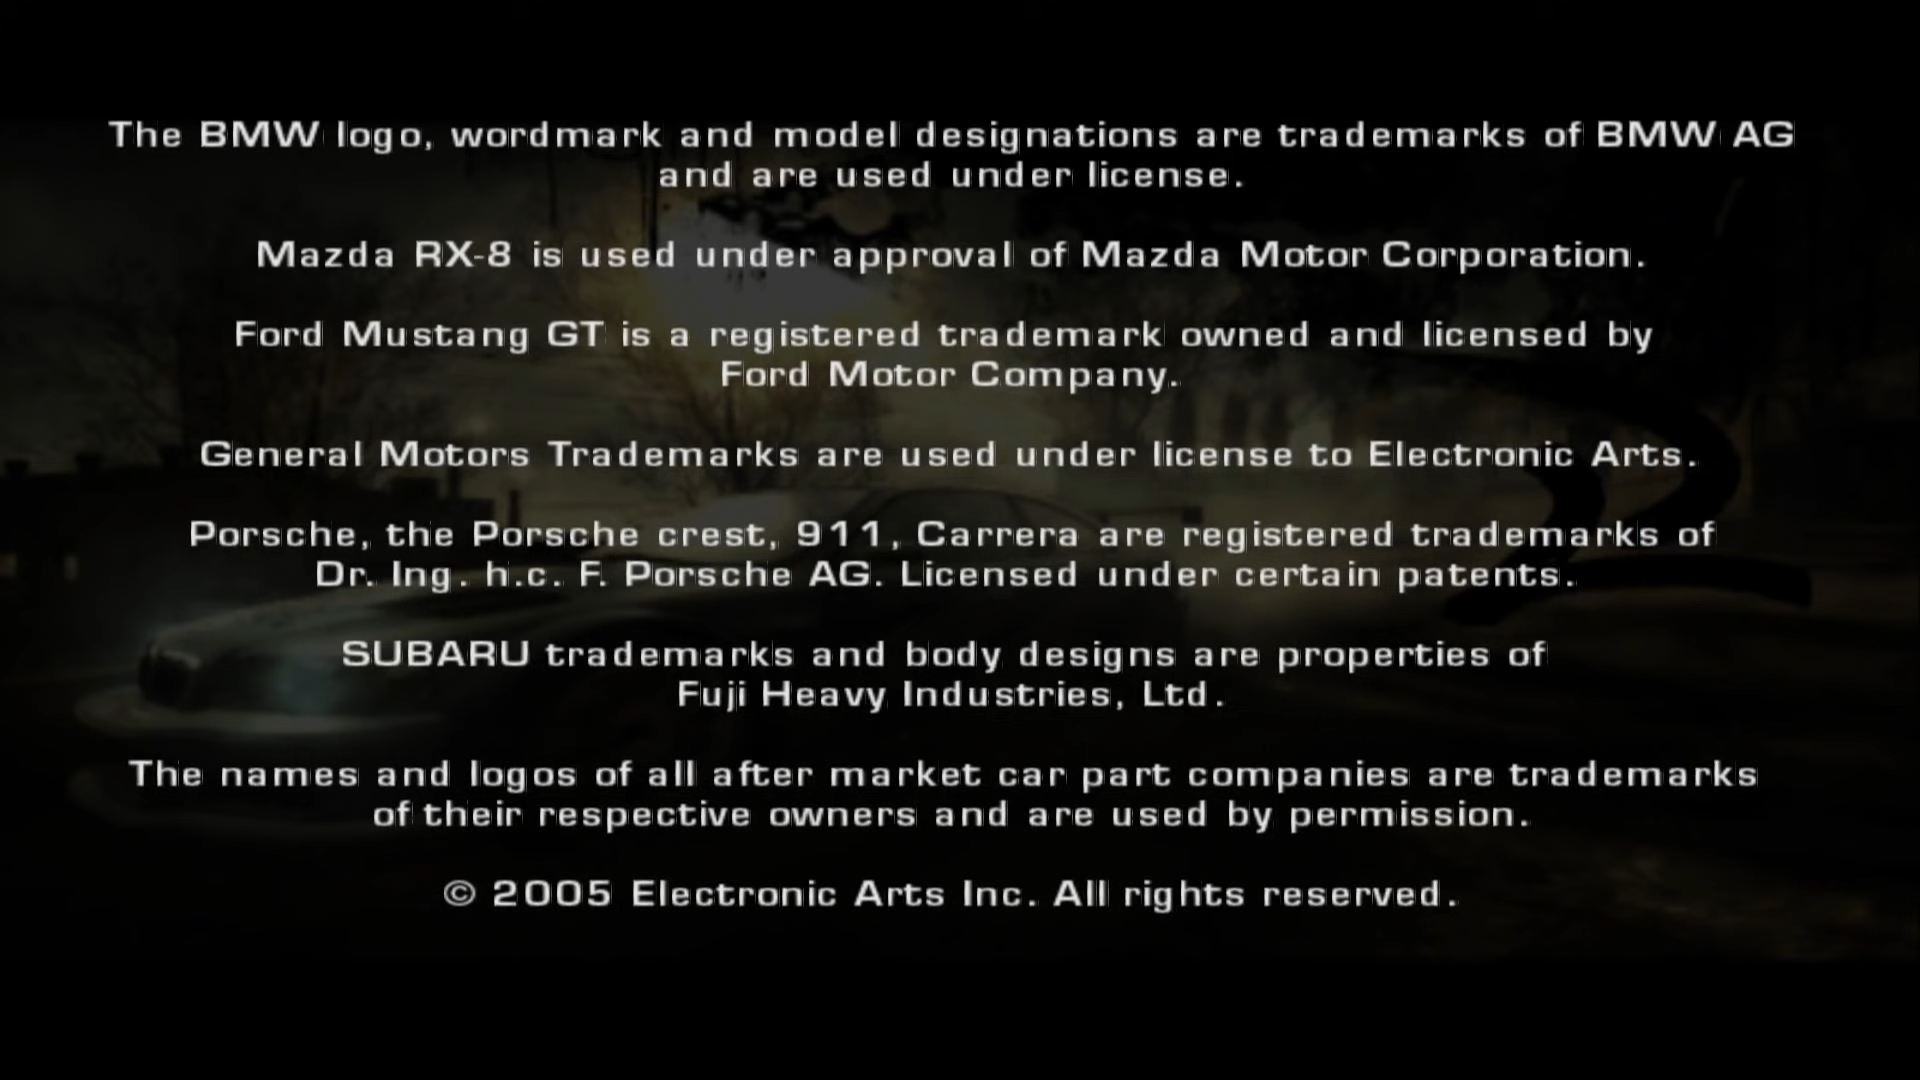 The BMW logo, wordmark and model designations are trademarks of BMW AG
and are used under license.
Mazda RX-8 is used under approval of Mazda Motor Corporation.
Ford Mustang GT is a registered trademark owned and licensed by
Ford Motor Company.
General Motors Trademarks are used under license to Electronic Arts.
Porsche, the Porsche crest, 911, Carrera are registered trademarks of
Dr. Ing. h.c. F. Porsche AG. Licensed under certain patents.
SUBARU trademarks and body designs are properties of
Fuji Heavy Industries, Ltd.
The names and logos of all after market car part companies are trademarks
of their respective owners and are used by permission.
© 2005 Electronic Arts Inc. All rights reserved.